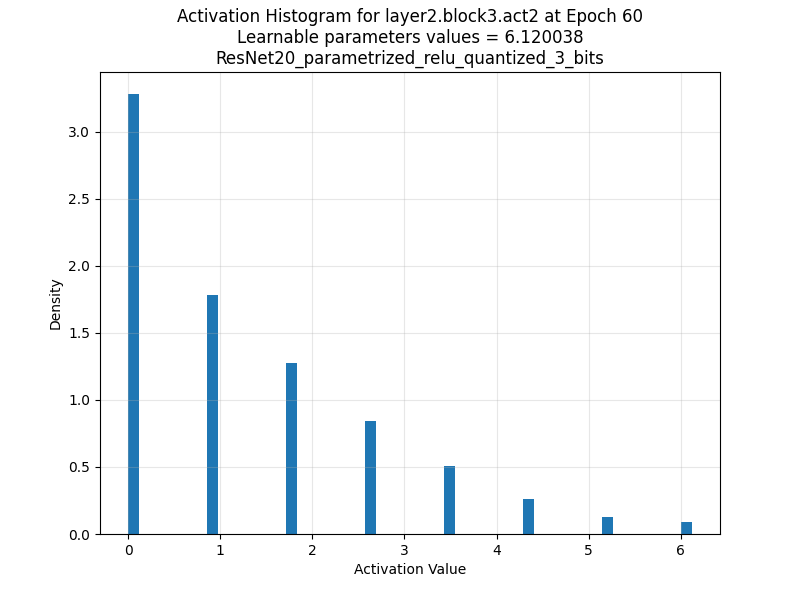 Activation Histogram for layer2.block3.act2 at Epoch 60
Learnable parameters values = 6.120038
ResNet20_parametrized_relu_quantized_3_bits
3.0
2.5
2.0
1.5
1.0
0.5
0.0
Density
0 1 2 3 4 5 6
Activation Value